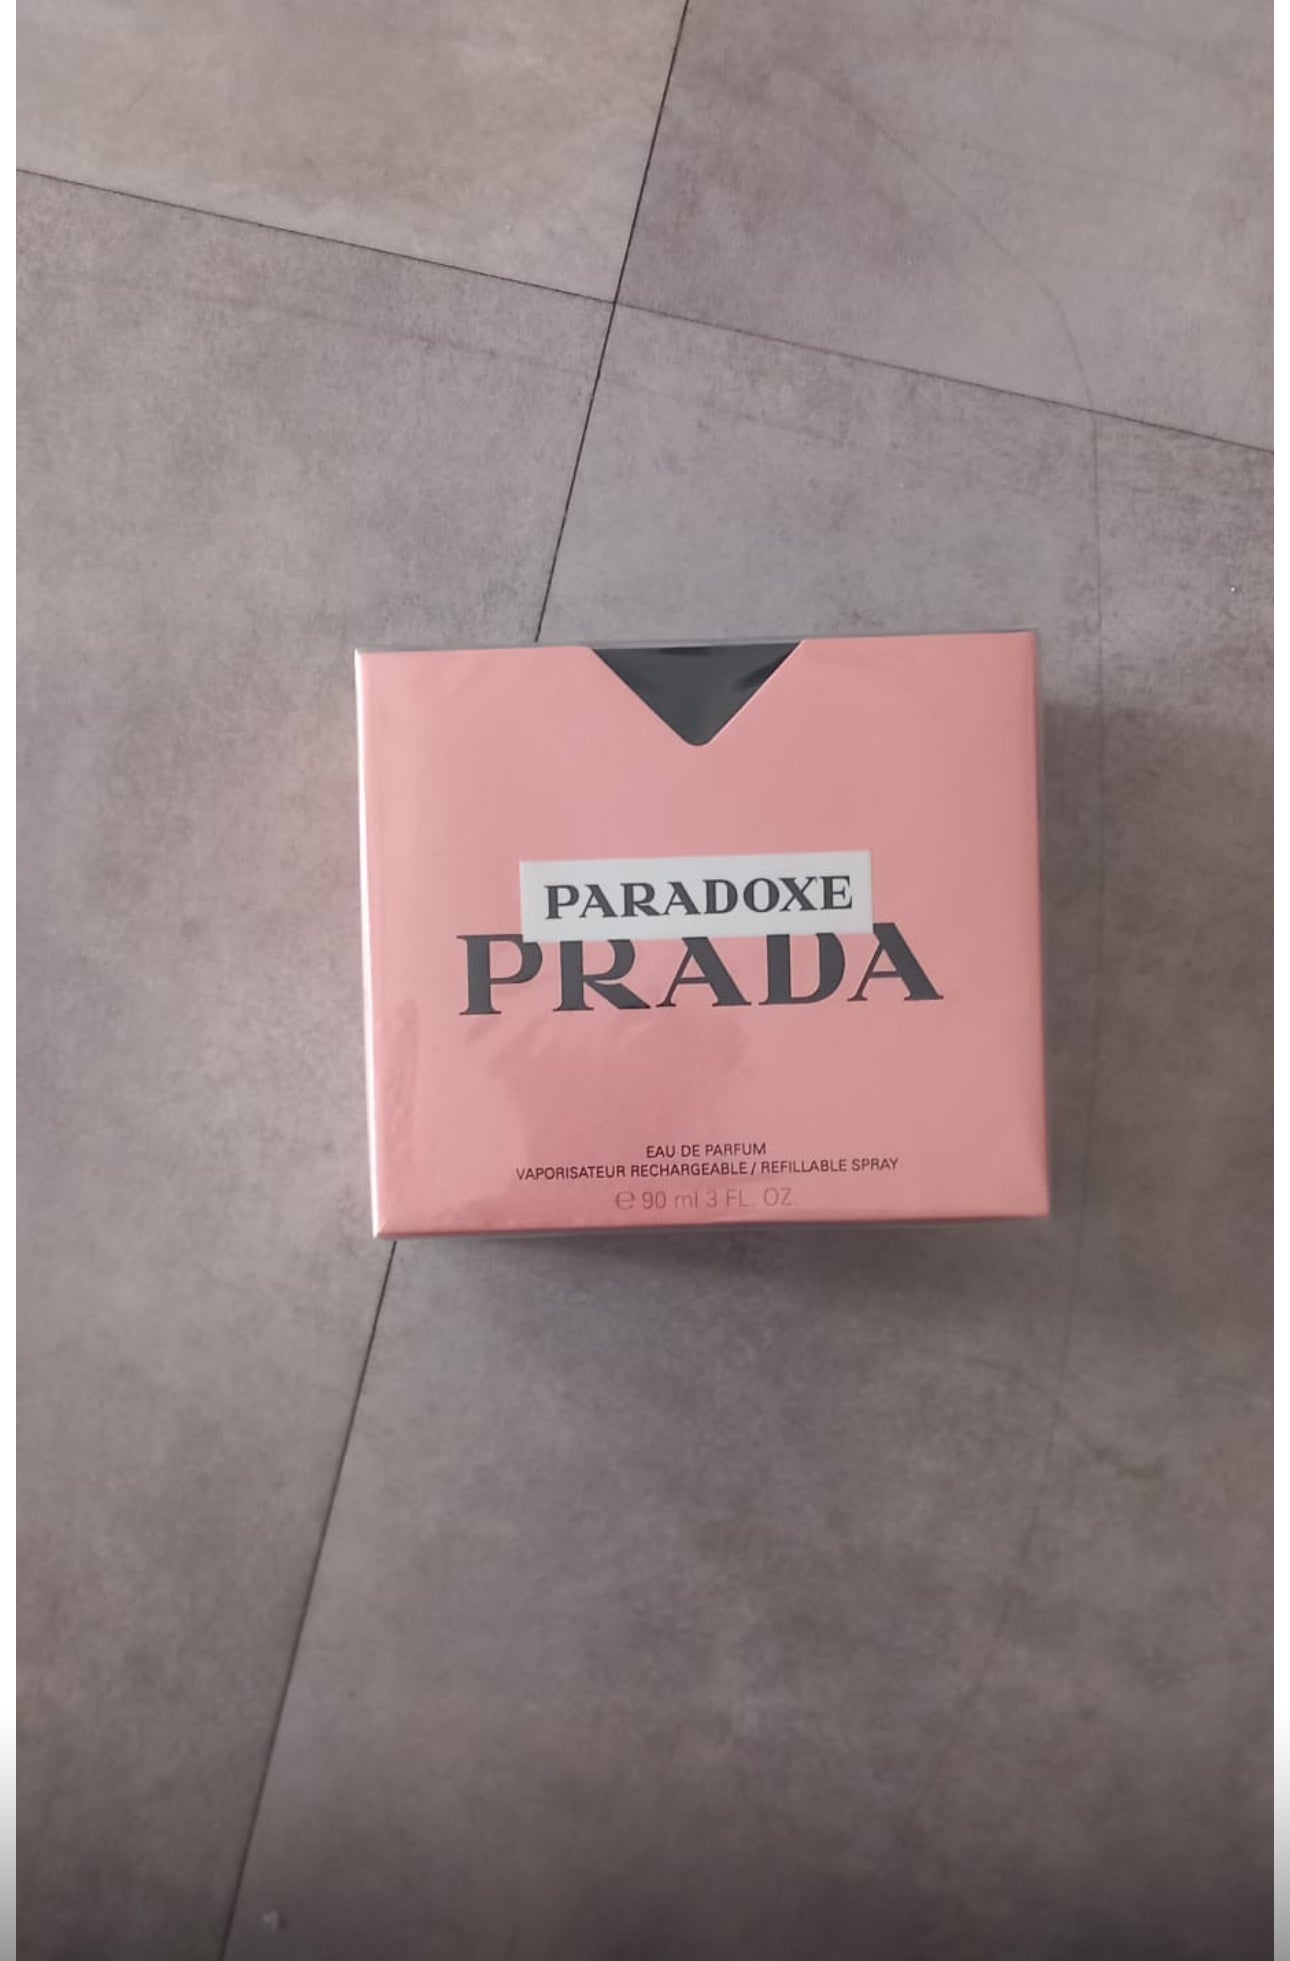 PARADOXE
PRADA
EAU DE PARFUM
VAPORISATEUR RECHARGEABLE / REFILLABLE SPRAY
℮ 90 ml 3 FL. OZ.